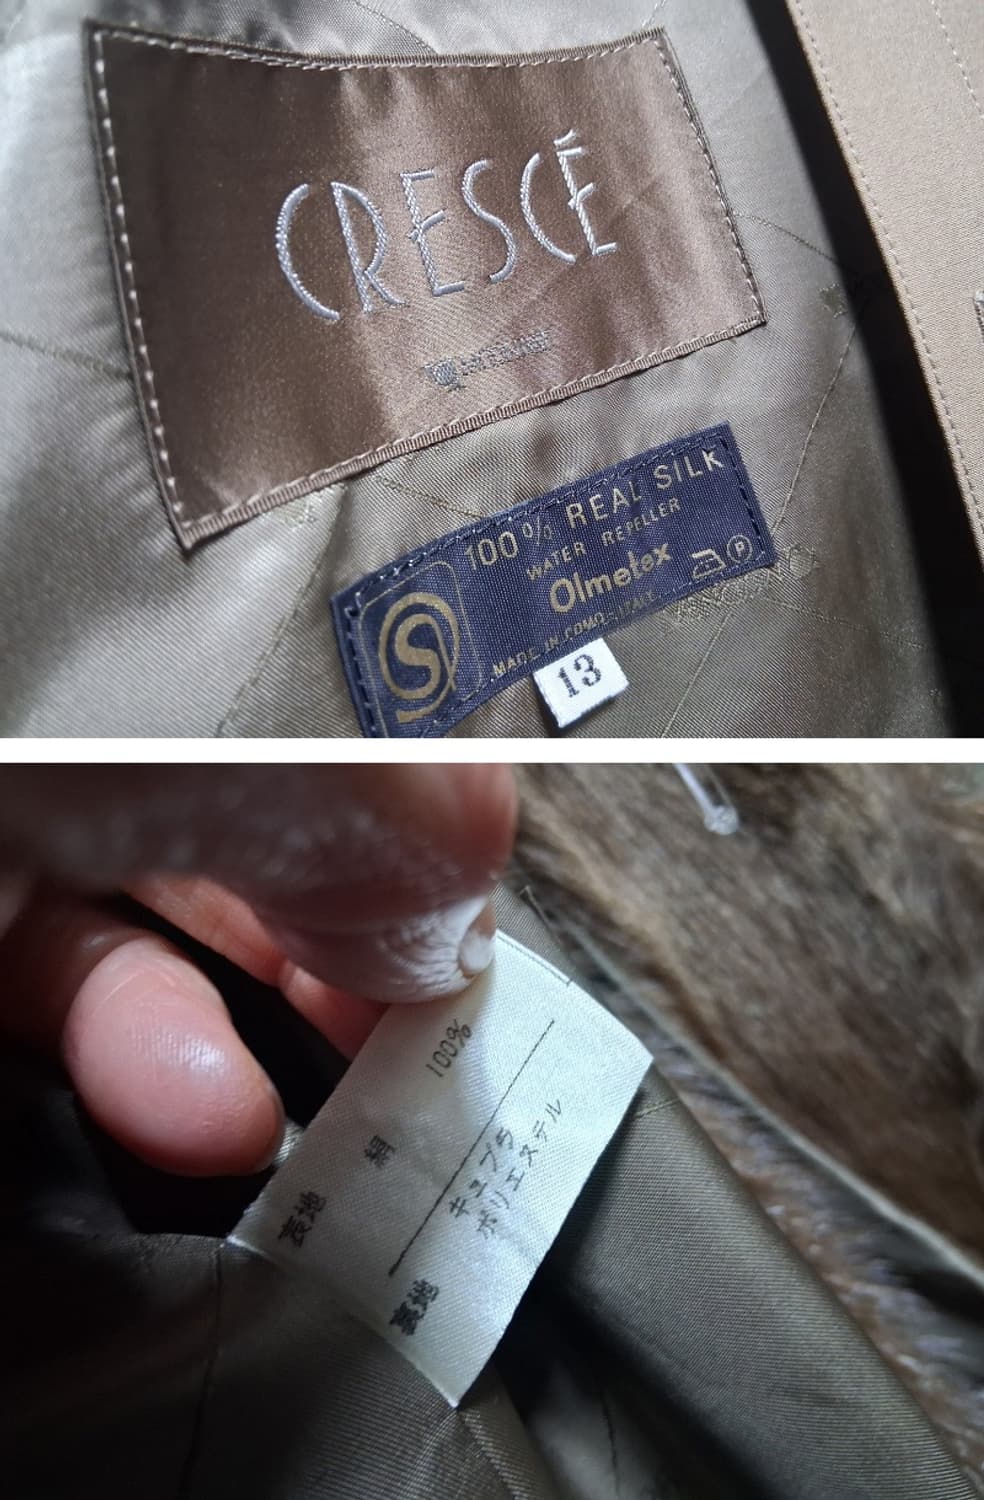 CRESCÉ
100% REAL SILK
WATER REPELLER
Olmetex
MADE IN COMO-ITALY
P
S
13
表地 絹 100%
裏地 キュプラ
ポリエステル